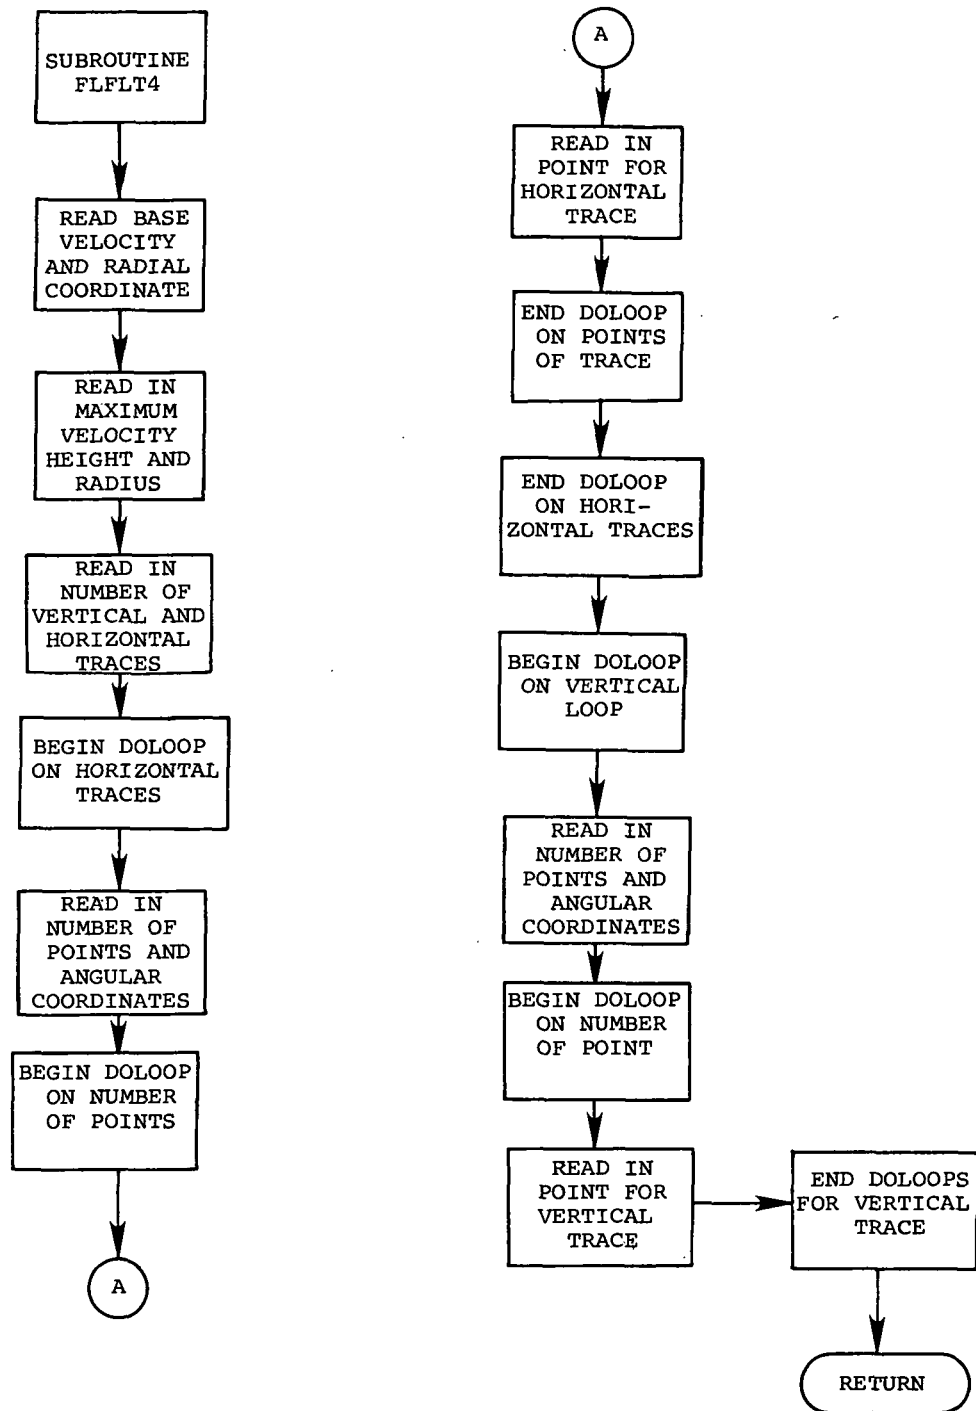 SUBROUTINE
FLFLT4
READ BASE
VELOCITY
AND RADIAL
COORDINATE
READ IN
MAXIMUM
VELOCITY
HEIGHT AND
RADIUS
READ IN
NUMBER OF
VERTICAL AND
HORIZONTAL
TRACES
BEGIN DOLOOP
ON HORIZONTAL
TRACES
READ IN
NUMBER OF
POINTS AND
ANGULAR
COORDINATES
BEGIN DOLOOP
ON NUMBER
OF POINTS
A
A
READ IN
POINT FOR
HORIZONTAL
TRACE
END DOLOOP
ON POINTS
OF TRACE
END DOLOOP
ON HORI-
ZONTAL TRACES
BEGIN DOLOOP
ON VERTICAL
LOOP
READ IN
NUMBER OF
POINTS AND
ANGULAR
COORDINATES
BEGIN DOLOOP
ON NUMBER
OF POINT
READ IN
POINT FOR
VERTICAL
TRACE
END DOLOOPS
FOR VERTICAL
TRACE
RETURN